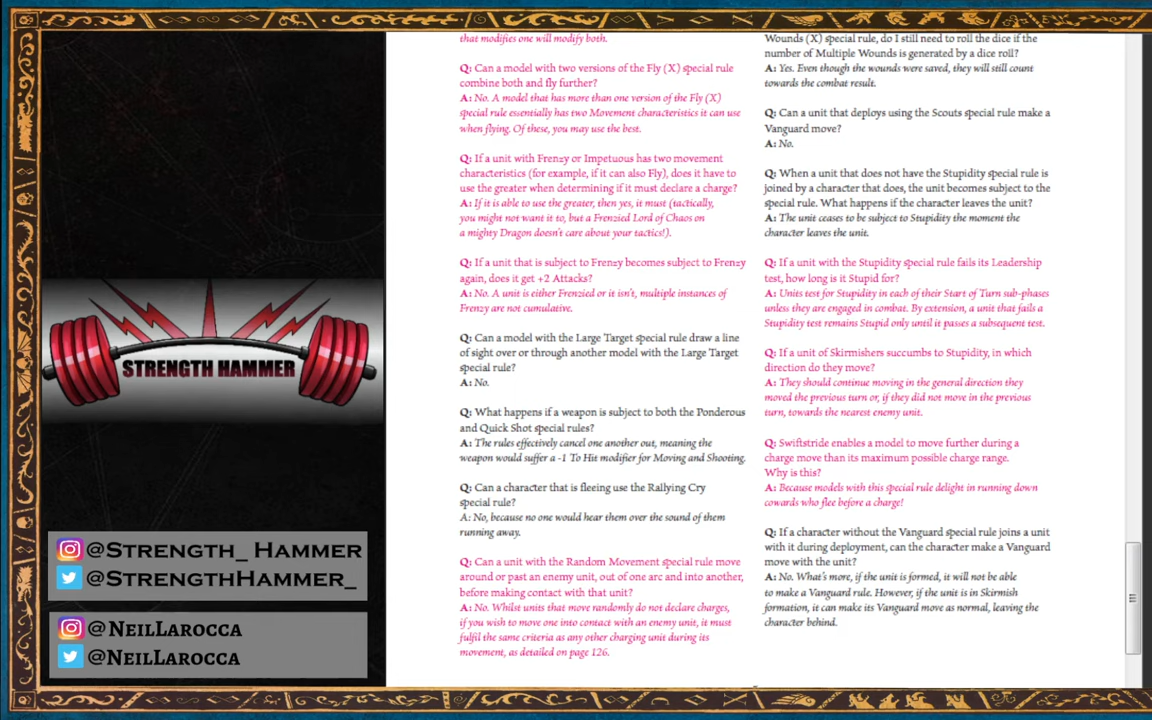 STRENGTH HAMMER
@Strength_Hammer
@StrengthHammer_
@NeilLarocca
@NeilLarocca
that modifies one will modify both.
Q: Can a model with two versions of the Fly (X) special rule
combine both and fly further?
A: No. A model that has more than one version of the Fly (X)
special rule essentially has two Movement characteristics it can use
when flying. Of these, you may use the best.
Q: If a unit with Frenzy or Impetuous has two movement
characteristics (for example, if it can also Fly), does it have to
use the greater when determining if it must declare a charge?
A: If it is able to use the greater, then yes, it must (tactically,
you might not want it to, but a Frenzied Lord of Chaos on
a mighty Dragon doesn't care about your tactics!).
Q: If a unit that is subject to Frenzy becomes subject to Frenzy
again, does it get +2 Attacks?
A: No. A unit is either Frenzied or it isn't, multiple instances of
Frenzy are not cumulative.
Q: Can a model with the Large Target special rule draw a line
of sight over or through another model with the Large Target
special rule?
A: No.
Q: What happens if a weapon is subject to both the Ponderous
and Quick Shot special rules?
A: The rules effectively cancel one another out, meaning the
weapon would suffer a -1 To Hit modifier for Moving and Shooting.
Q: Can a character that is fleeing use the Rallying Cry
special rule?
A: No, because no one would hear them over the sound of them
running away.
Q: Can a unit with the Random Movement special rule move
around or past an enemy unit, out of one arc and into another,
before making contact with that unit?
A: No. Whilst units that move randomly do not declare charges,
if you wish to move one into contact with an enemy unit, it must
fulfil the same criteria as any other charging unit during its
movement, as detailed on page 126.
Wounds (X) special rule, do I still need to roll the dice if the
number of Multiple Wounds is generated by a dice roll?
A: Yes. Even though the wounds were saved, they will still count
towards the combat result.
Q: Can a unit that deploys using the Scouts special rule make a
Vanguard move?
A: No.
Q: When a unit that does not have the Stupidity special rule is
joined by a character that does, the unit becomes subject to the
special rule. What happens if the character leaves the unit?
A: The unit ceases to be subject to Stupidity the moment the
character leaves the unit.
Q: If a unit with the Stupidity special rule fails its Leadership
test, how long is it Stupid for?
A: Units test for Stupidity in each of their Start of Turn sub-phases
unless they are engaged in combat. By extension, a unit that fails a
Stupidity test remains Stupid only until it passes a subsequent test.
Q: If a unit of Skirmishers succumbs to Stupidity, in which
direction do they move?
A: They should continue moving in the general direction they
moved the previous turn or, if they did not move in the previous
turn, towards the nearest enemy unit.
Q: Swiftstride enables a model to move further during a
charge move than its maximum possible charge range.
Why is this?
A: Because models with this special rule delight in running down
cowards who flee before a charge!
Q: If a character without the Vanguard special rule joins a unit
with it during deployment, can the character make a Vanguard
move with the unit?
A: No. What's more, if the unit is formed, it will not be able
to make a Vanguard rule. However, if the unit is in Skirmish
formation, it can make its Vanguard move as normal, leaving the
character behind.